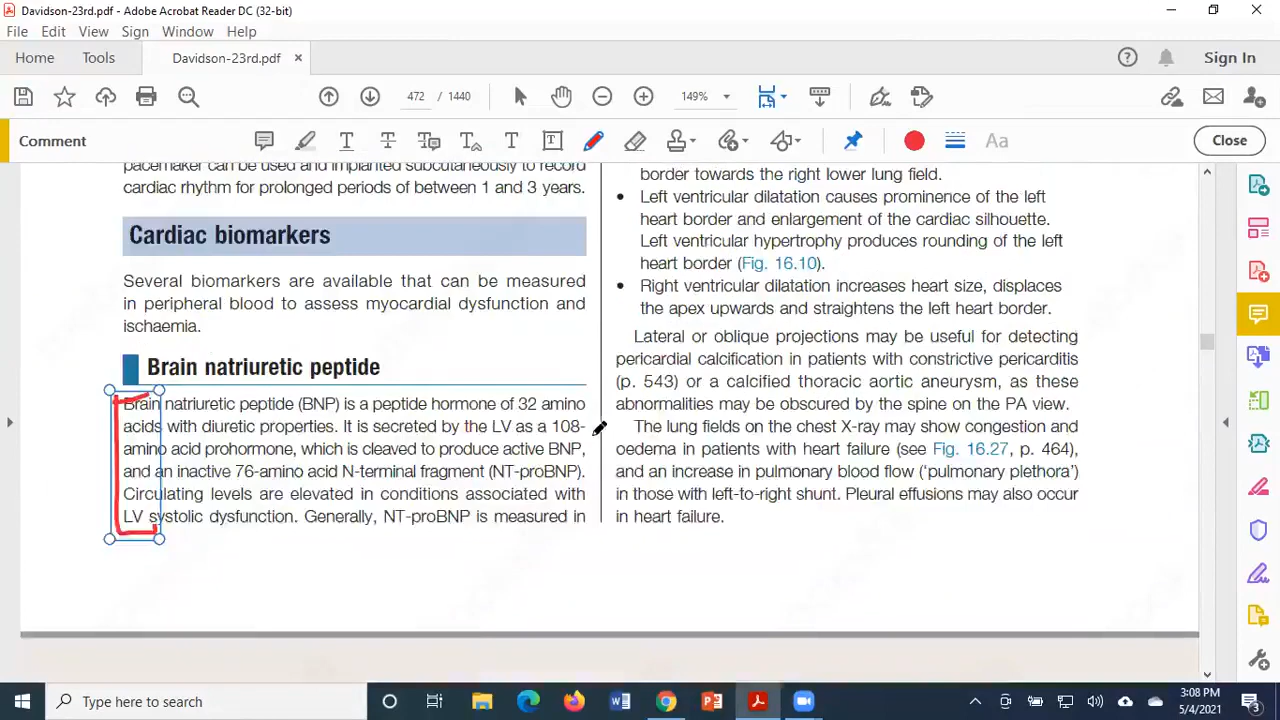 Davidson-23rd.pdf - Adobe Acrobat Reader DC (32-bit)
File Edit View Sign Window Help
Home Tools Davidson-23rd.pdf × Sign In
472 / 1440 149%
Comment Aa Close
pacemaker can be used and implanted subcutaneously to record
cardiac rhythm for prolonged periods of between 1 and 3 years.
Cardiac biomarkers
Several biomarkers are available that can be measured
in peripheral blood to assess myocardial dysfunction and
ischaemia.
Brain natriuretic peptide
Brain natriuretic peptide (BNP) is a peptide hormone of 32 amino
acids with diuretic properties. It is secreted by the LV as a 108-
amino acid prohormone, which is cleaved to produce active BNP,
and an inactive 76-amino acid N-terminal fragment (NT-proBNP).
Circulating levels are elevated in conditions associated with
LV systolic dysfunction. Generally, NT-proBNP is measured in
border towards the right lower lung field.
• Left ventricular dilatation causes prominence of the left
heart border and enlargement of the cardiac silhouette.
Left ventricular hypertrophy produces rounding of the left
heart border (Fig. 16.10).
• Right ventricular dilatation increases heart size, displaces
the apex upwards and straightens the left heart border.
Lateral or oblique projections may be useful for detecting
pericardial calcification in patients with constrictive pericarditis
(p. 543) or a calcified thoracic aortic aneurysm, as these
abnormalities may be obscured by the spine on the PA view.
The lung fields on the chest X-ray may show congestion and
oedema in patients with heart failure (see Fig. 16.27, p. 464),
and an increase in pulmonary blood flow (‘pulmonary plethora’)
in those with left-to-right shunt. Pleural effusions may also occur
in heart failure.
Type here to search
3:08 PM
5/4/2021
3